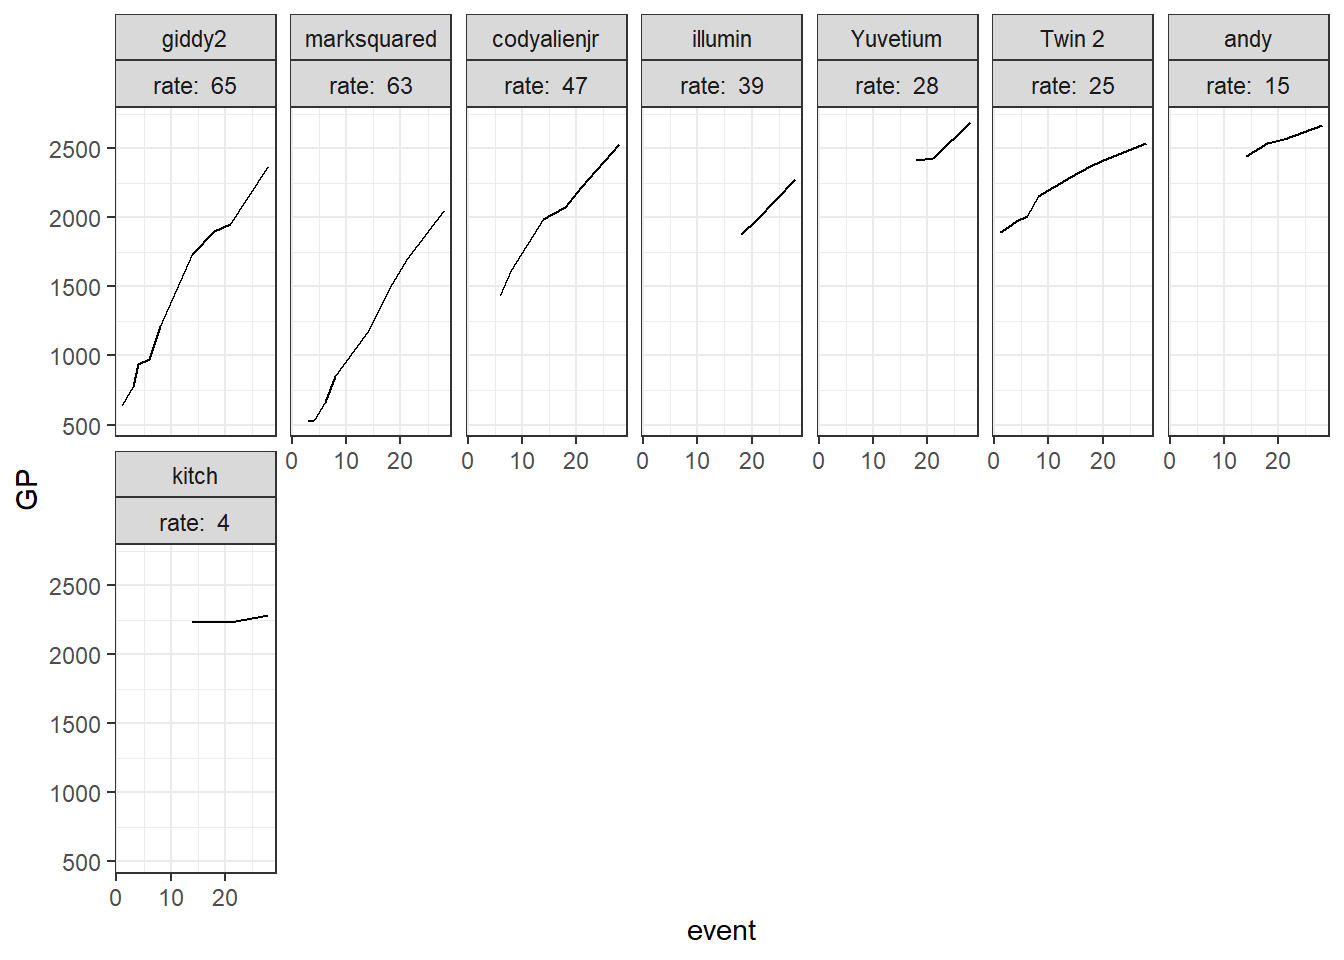 giddy2 marksquared codyalienjr illumin Yuvetium Twin 2 andy
rate: 65 rate: 63 rate: 47 rate: 39 rate: 28 rate: 25 rate: 15
2500
2000
1500
1000
500
0 10 20 0 10 20 0 10 20 0 10 20 0 10 20 0 10 20
kitch
rate: 4
GP
2500
2000
1500
1000
500
0 10 20
event